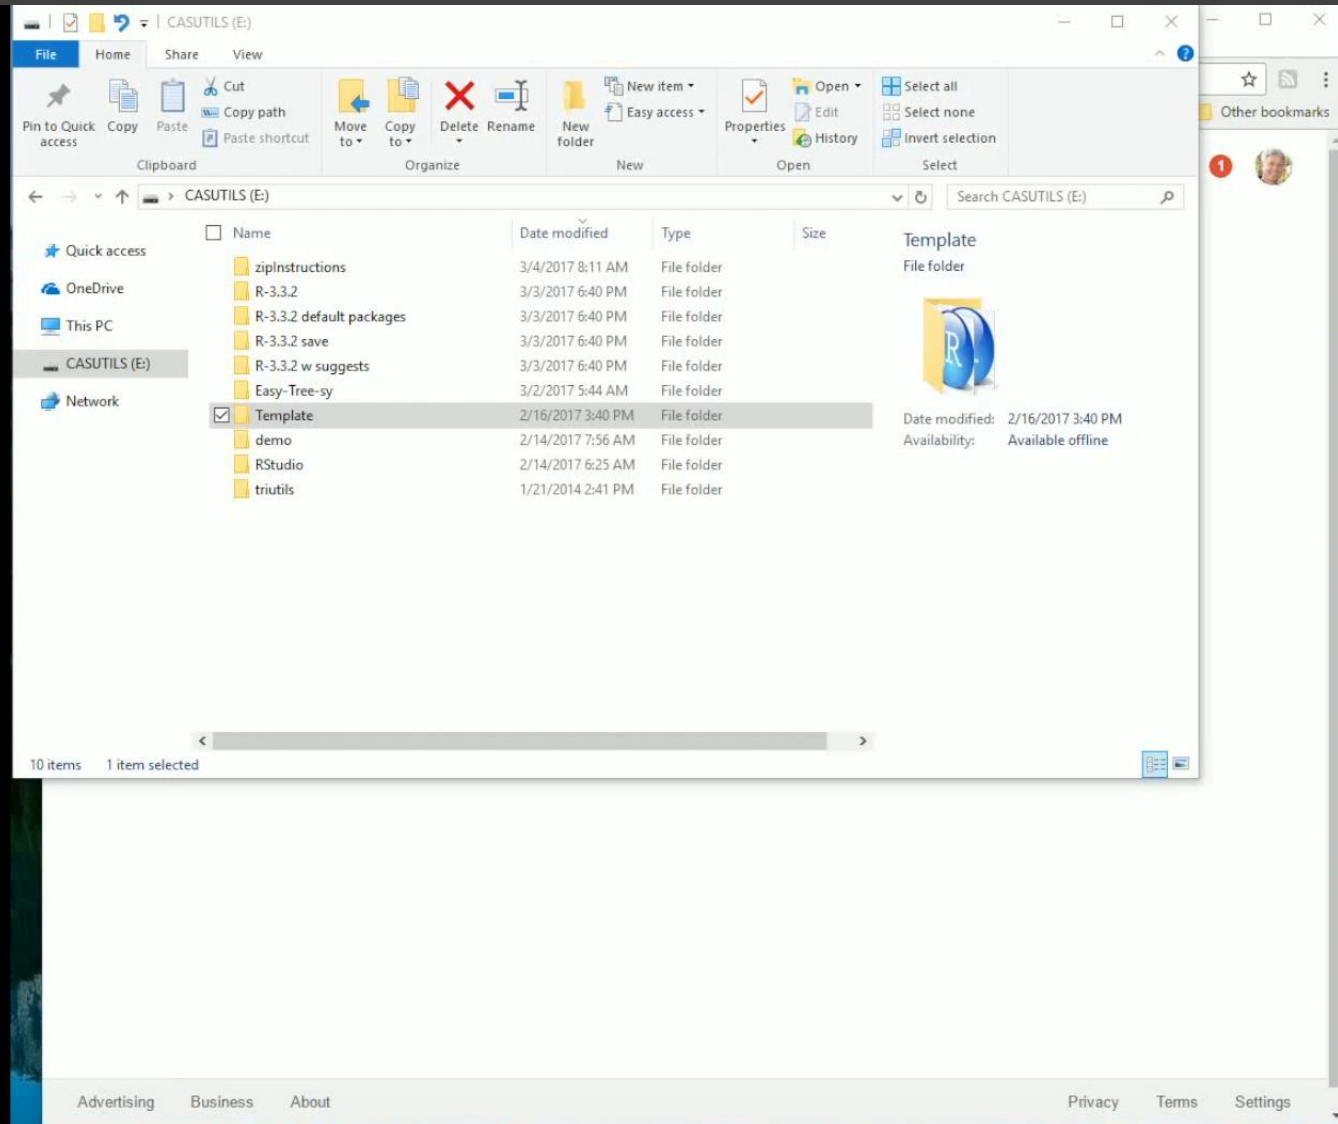 CASUTILS (E:)
File Home Share View
Pin to Quick access
Copy
Paste
Cut
Copy path
Paste shortcut
Clipboard
Move to
Copy to
Delete
Rename
Organize
New folder
New item
Easy access
New
Properties
Open
Edit
History
Open
Select all
Select none
Invert selection
Select
Other bookmarks
1
CASUTILS (E:)
Search CASUTILS (E:)
Quick access
OneDrive
This PC
CASUTILS (E:)
Network
Name Date modified Type Size
zipInstructions 3/4/2017 8:11 AM File folder
R-3.3.2 3/3/2017 6:40 PM File folder
R-3.3.2 default packages 3/3/2017 6:40 PM File folder
R-3.3.2 save 3/3/2017 6:40 PM File folder
R-3.3.2 w suggests 3/3/2017 6:40 PM File folder
Easy-Tree-sy 3/2/2017 5:44 AM File folder
Template 2/16/2017 3:40 PM File folder
demo 2/14/2017 7:56 AM File folder
RStudio 2/14/2017 6:25 AM File folder
triutils 1/21/2014 2:41 PM File folder
Template
File folder
R
Date modified: 2/16/2017 3:40 PM
Availability: Available offline
10 items 1 item selected
Advertising Business About Privacy Terms Settings